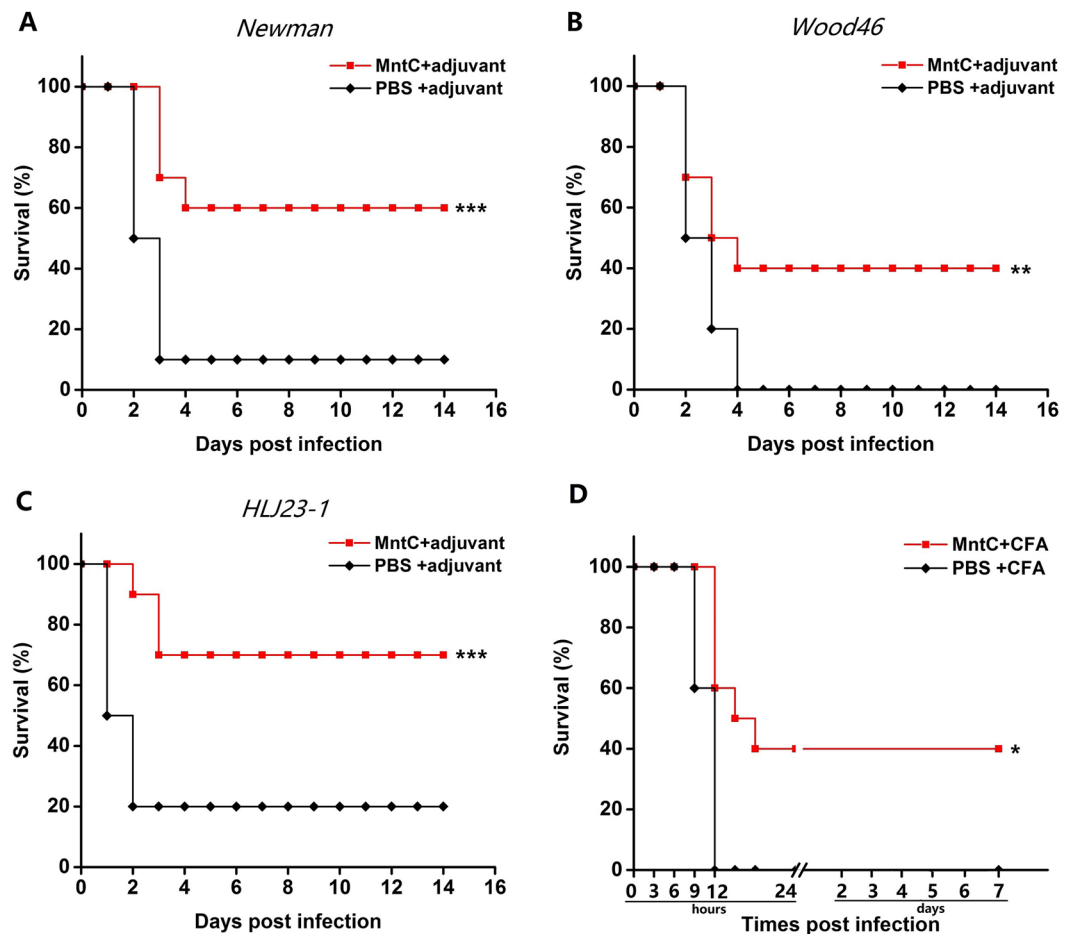 A
Newman
MntC+adjuvant
PBS +adjuvant
Survival (%)
100
80
60
40
20
0
***
0 2 4 6 8 10 12 14 16
Days post infection
B
Wood46
MntC+adjuvant
PBS +adjuvant
Survival (%)
100
80
60
40
20
0
**
0 2 4 6 8 10 12 14 16
Days post infection
C
HLJ23-1
MntC+adjuvant
PBS +adjuvant
Survival (%)
100
80
60
40
20
0
***
0 2 4 6 8 10 12 14 16
Days post infection
D
MntC+CFA
PBS +CFA
Survival (%)
100
80
60
40
20
0
*
0 3 6 9 12 24 2 3 4 5 6 7
hours days
Times post infection